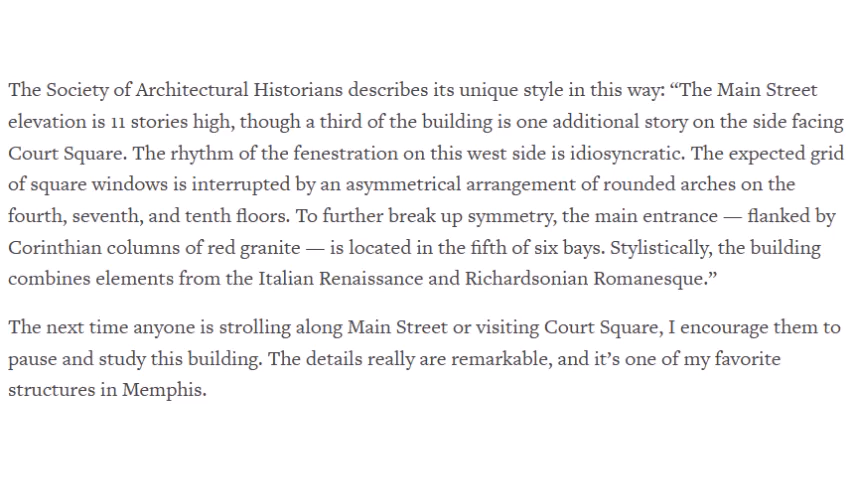 The Society of Architectural Historians describes its unique style in this way: “The Main Street
elevation is 11 stories high, though a third of the building is one additional story on the side facing
Court Square. The rhythm of the fenestration on this west side is idiosyncratic. The expected grid
of square windows is interrupted by an asymmetrical arrangement of rounded arches on the
fourth, seventh, and tenth floors. To further break up symmetry, the main entrance — flanked by
Corinthian columns of red granite — is located in the fifth of six bays. Stylistically, the building
combines elements from the Italian Renaissance and Richardsonian Romanesque.”
The next time anyone is strolling along Main Street or visiting Court Square, I encourage them to
pause and study this building. The details really are remarkable, and it’s one of my favorite
structures in Memphis.